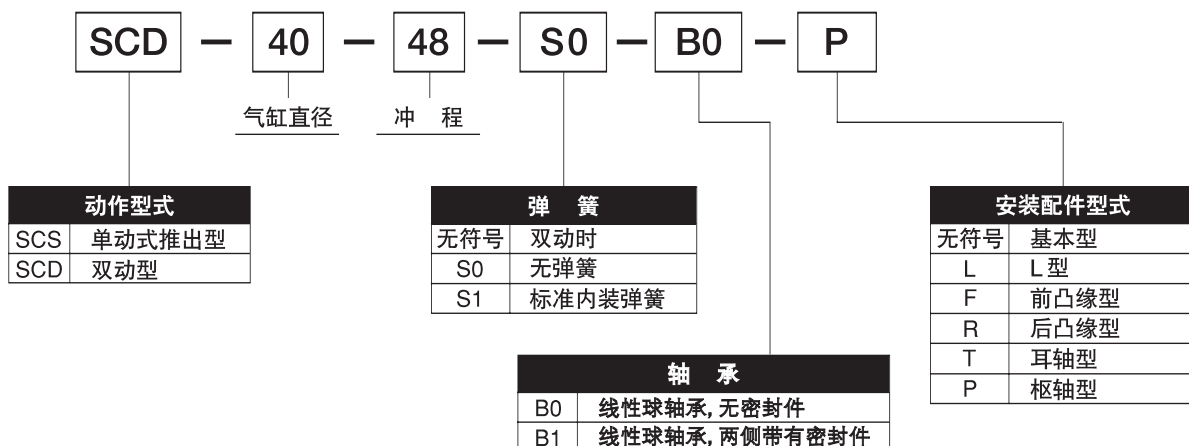 SCD — 40 — 48 — S0 — B0 — P
气缸直径
冲 程
动作型式
SCS 单动式推出型
SCD 双动型
弹 簧
无符号 双动时
S0 无弹簧
S1 标准内装弹簧
轴 承
B0 线性球轴承, 无密封件
B1 线性球轴承, 两侧带有密封件
安装配件型式
无符号 基本型
L L型
F 前凸缘型
R 后凸缘型
T 耳轴型
P 枢轴型